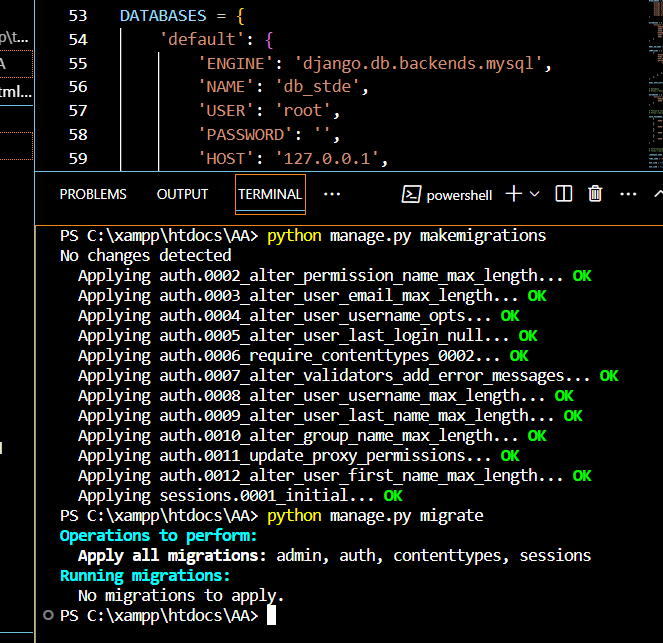 53 DATABASES = {
54 'default': {
55 'ENGINE': 'django.db.backends.mysql',
56 'NAME': 'db_stde',
57 'USER': 'root',
58 'PASSWORD': '',
59 'HOST': '127.0.0.1',
PROBLEMS OUTPUT TERMINAL ... powershell
PS C:\xampp\htdocs\AA> python manage.py makemigrations
No changes detected
Applying auth.0002_alter_permission_name_max_length... OK
Applying auth.0003_alter_user_email_max_length... OK
Applying auth.0004_alter_user_username_opts... OK
Applying auth.0005_alter_user_last_login_null... OK
Applying auth.0006_require_contenttypes_0002... OK
Applying auth.0007_alter_validators_add_error_messages... OK
Applying auth.0008_alter_user_username_max_length... OK
Applying auth.0009_alter_user_last_name_max_length... OK
Applying auth.0010_alter_group_name_max_length... OK
Applying auth.0011_update_proxy_permissions... OK
Applying auth.0012_alter_user_first_name_max_length... OK
Applying sessions.0001_initial... OK
PS C:\xampp\htdocs\AA> python manage.py migrate
Operations to perform:
Apply all migrations: admin, auth, contenttypes, sessions
Running migrations:
No migrations to apply.
PS C:\xampp\htdocs\AA>